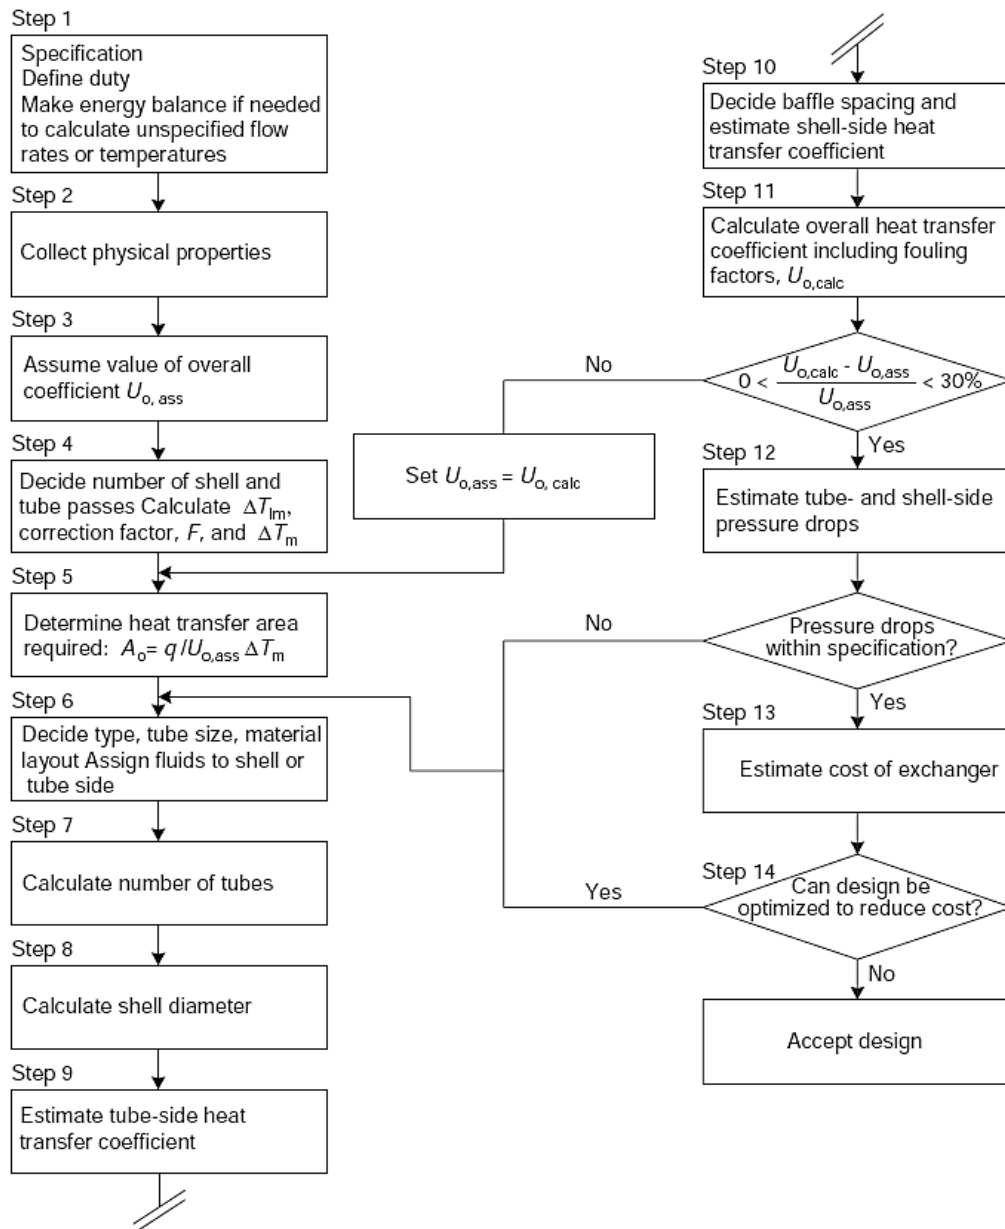 Step 1
Specification
Define duty
Make energy balance if needed
to calculate unspecified flow
rates or temperatures
Step 2
Collect physical properties
Step 3
Assume value of overall
coefficient U_o, ass
Step 4
Decide number of shell and
tube passes Calculate ΔT_lm,
correction factor, F, and ΔT_m
Step 5
Determine heat transfer area
required: A_o = q/U_o,ass ΔT_m
Step 6
Decide type, tube size, material
layout Assign fluids to shell or
tube side
Step 7
Calculate number of tubes
Step 8
Calculate shell diameter
Step 9
Estimate tube-side heat
transfer coefficient
Step 10
Decide baffle spacing and
estimate shell-side heat
transfer coefficient
Step 11
Calculate overall heat transfer
coefficient including fouling
factors, U_o,calc
0 < (U_o,calc - U_o,ass) / U_o,ass < 30%
No
Set U_o,ass = U_o, calc
Yes
Step 12
Estimate tube- and shell-side
pressure drops
Pressure drops
within specification?
No
Yes
Step 13
Estimate cost of exchanger
Step 14
Can design be
optimized to reduce cost?
Yes
No
Accept design